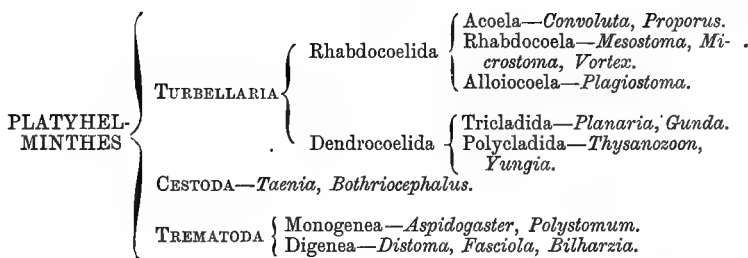 Acoela—Convoluta, Proporus.
Rhabdocoelida
Rhabdocoela—Mesostoma, Mi-
crostoma, Vortex.
Alloiocoela—Plagiostoma.
TURBELLARIA
PLATYHEL-
MINTHES
Dendrocoelida
Tricladida—Planaria, Gunda.
Polycladida—Thysanozoon,
Yungia.
CESTODA—Taenia, Bothriocephalus.
TREMATODA
Monogenea—Aspidogaster, Polystomum.
Digenea—Distoma, Fasciola, Bilharzia.